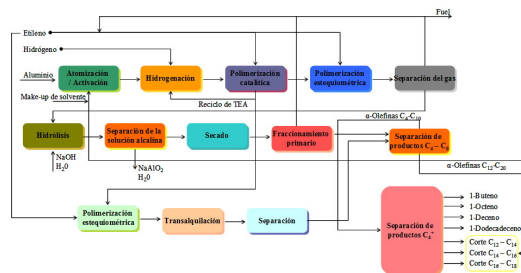 Fuel
Etileno
Hidrógeno
Aluminio
Atomización / Activación
Hidrogenación
Polimerización catalítica
Polimerización estequiométrica
Separación del gas
Make-up de solvente
Reciclo de TEA
α-Olefinas C₄-C₁₀
Hidrólisis
Separación de la solución alcalina
Secado
Fraccionamiento primario
Separación de productos C₄ – C₈
NaOH
H₂0
NaAlO₂
H₂0
α-Olefinas C₁₂-C₂₀
Polimerización estequiométrica
Transalquilación
Separación
Separación de productos C₄⁺
1-Buteno
1-Octeno
1-Deceno
1-Dodecadeceno
Corte C₁₂ – C₁₄
Corte C₁₄ – C₁₆
Corte C₁₆ – C₁₈